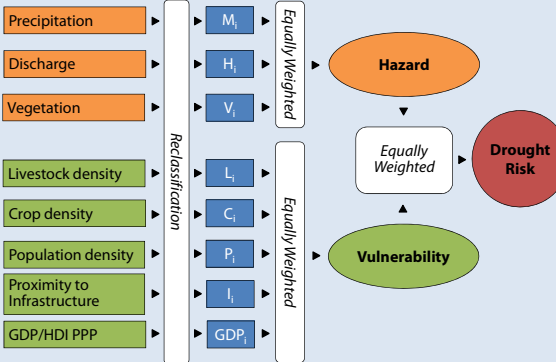 Precipitation
Discharge
Vegetation
Livestock density
Crop density
Population density
Proximity to
Infrastructure
GDP/HDI PPP
Reclassification
Mi
Hi
Vi
Li
Ci
Pi
Ii
GDPi
Equally Weighted
Equally Weighted
Hazard
Equally
Weighted
Vulnerability
Drought
Risk